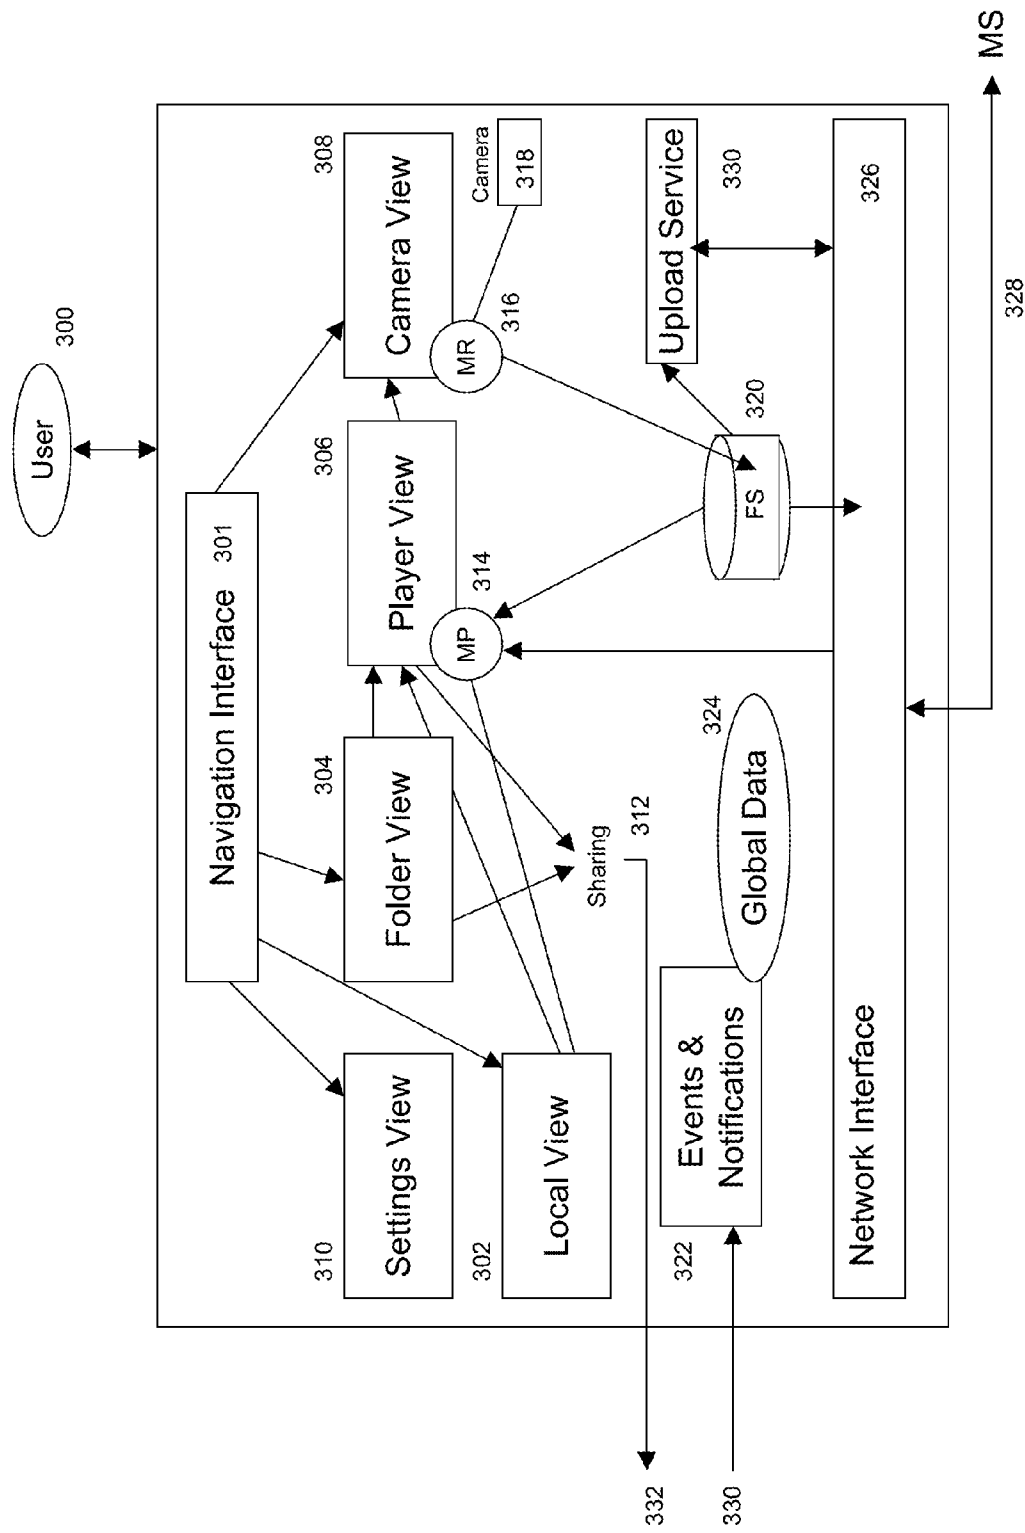 User
300
Navigation Interface 301
310
Settings View
304
Folder View
306
Player View
308
Camera View
302
Local View
MP
314
MR
316
Camera
318
Sharing
312
322
Events &
Notifications
324
Global Data
FS
320
Upload Service
330
Network Interface
326
332
330
328
MS